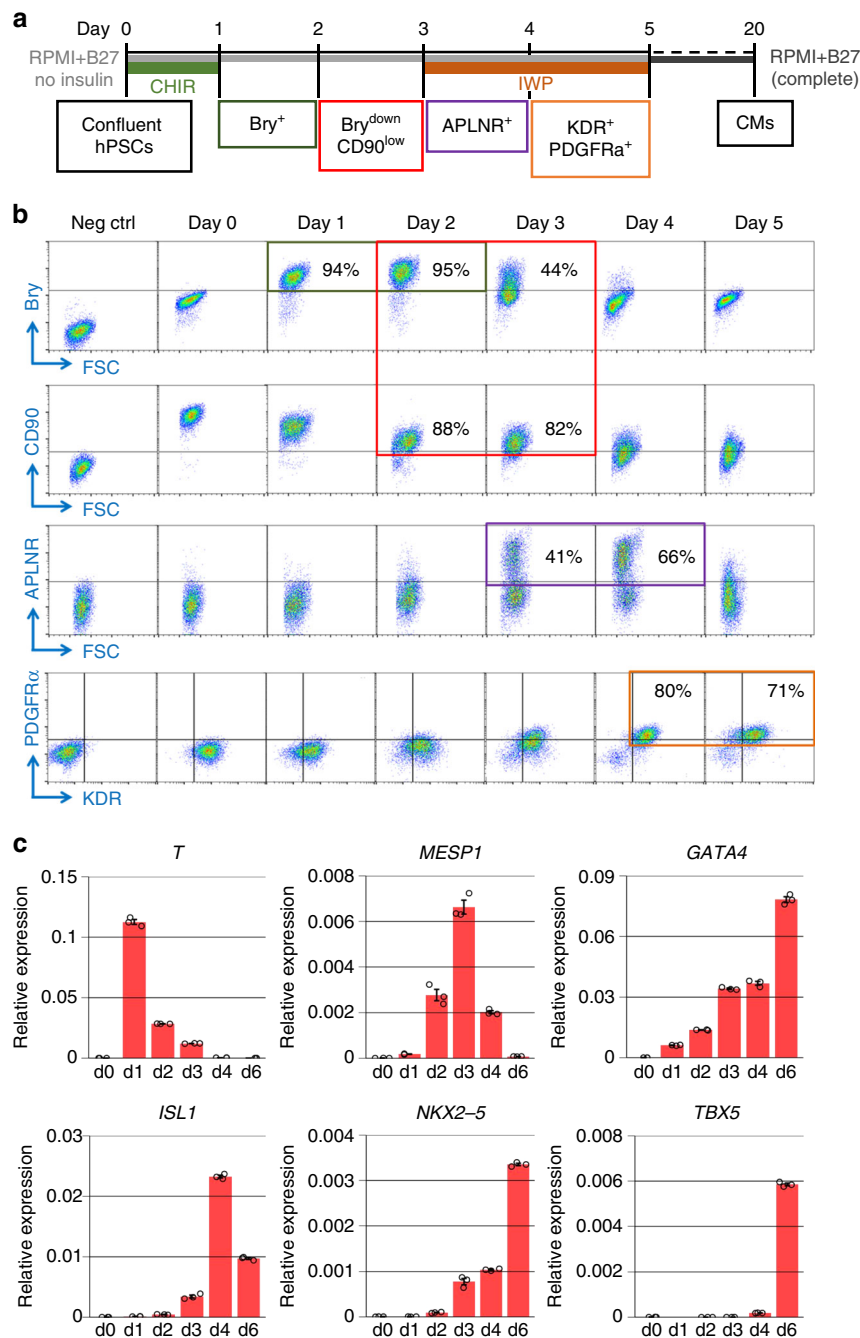 a
Day 0 1 2 3 4 5 20
RPMI+B27
no insulin
CHIR
IWP
RPMI+B27
(complete)
Confluent
hPSCs
Bry+
Brydown
CD90low
APLNR+
KDR+
PDGFRa+
CMs
b
Neg ctrl Day 0 Day 1 Day 2 Day 3 Day 4 Day 5
Bry
94% 95% 44%
FSC
CD90
88% 82%
FSC
APLNR
41% 66%
FSC
PDGFRα
80% 71%
KDR
c
T
Relative expression
0.15
0.1
0.05
0
d0 d1 d2 d3 d4 d6
MESP1
Relative expression
0.008
0.006
0.004
0.002
0
d0 d1 d2 d3 d4 d6
GATA4
Relative expression
0.09
0.06
0.03
0
d0 d1 d2 d3 d4 d6
ISL1
Relative expression
0.03
0.02
0.01
0
d0 d1 d2 d3 d4 d6
NKX2–5
Relative expression
0.004
0.003
0.002
0.001
0
d0 d1 d2 d3 d4 d6
TBX5
Relative expression
0.008
0.006
0.004
0.002
0
d0 d1 d2 d3 d4 d6